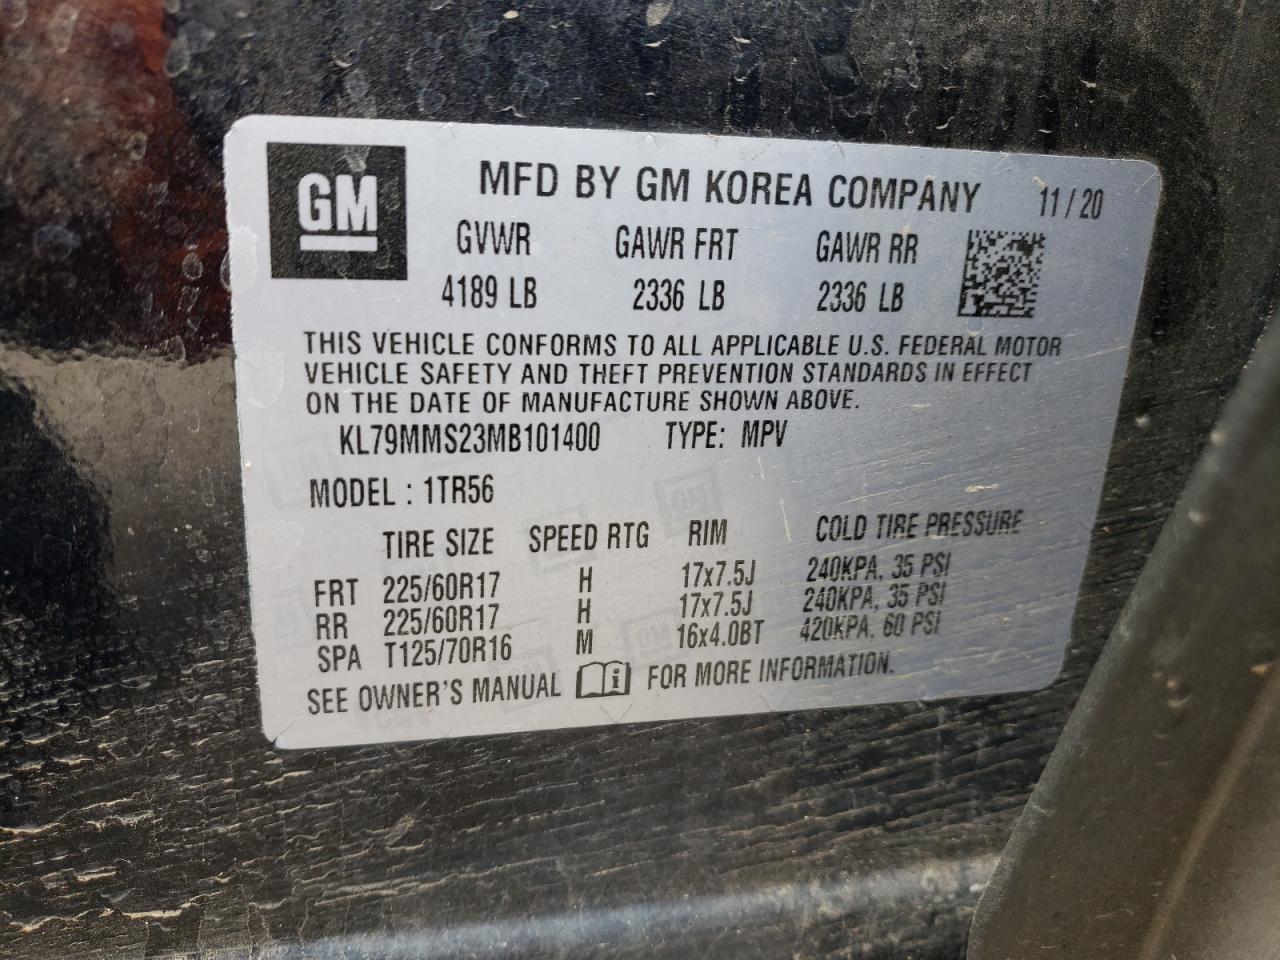 GM
MFD BY GM KOREA COMPANY 11 / 20
GVWR GAWR FRT GAWR RR
4189 LB 2336 LB 2336 LB
THIS VEHICLE CONFORMS TO ALL APPLICABLE U.S. FEDERAL MOTOR
VEHICLE SAFETY AND THEFT PREVENTION STANDARDS IN EFFECT
ON THE DATE OF MANUFACTURE SHOWN ABOVE.
KL79MMS23MB101400 TYPE: MPV
MODEL : 1TR56
TIRE SIZE SPEED RTG RIM COLD TIRE PRESSURE
FRT 225/60R17 H 17x7.5J 240KPA, 35 PSI
RR 225/60R17 H 17x7.5J 240KPA, 35 PSI
SPA T125/70R16 M 16x4.0BT 420KPA, 60 PSI
SEE OWNER'S MANUAL i FOR MORE INFORMATION.